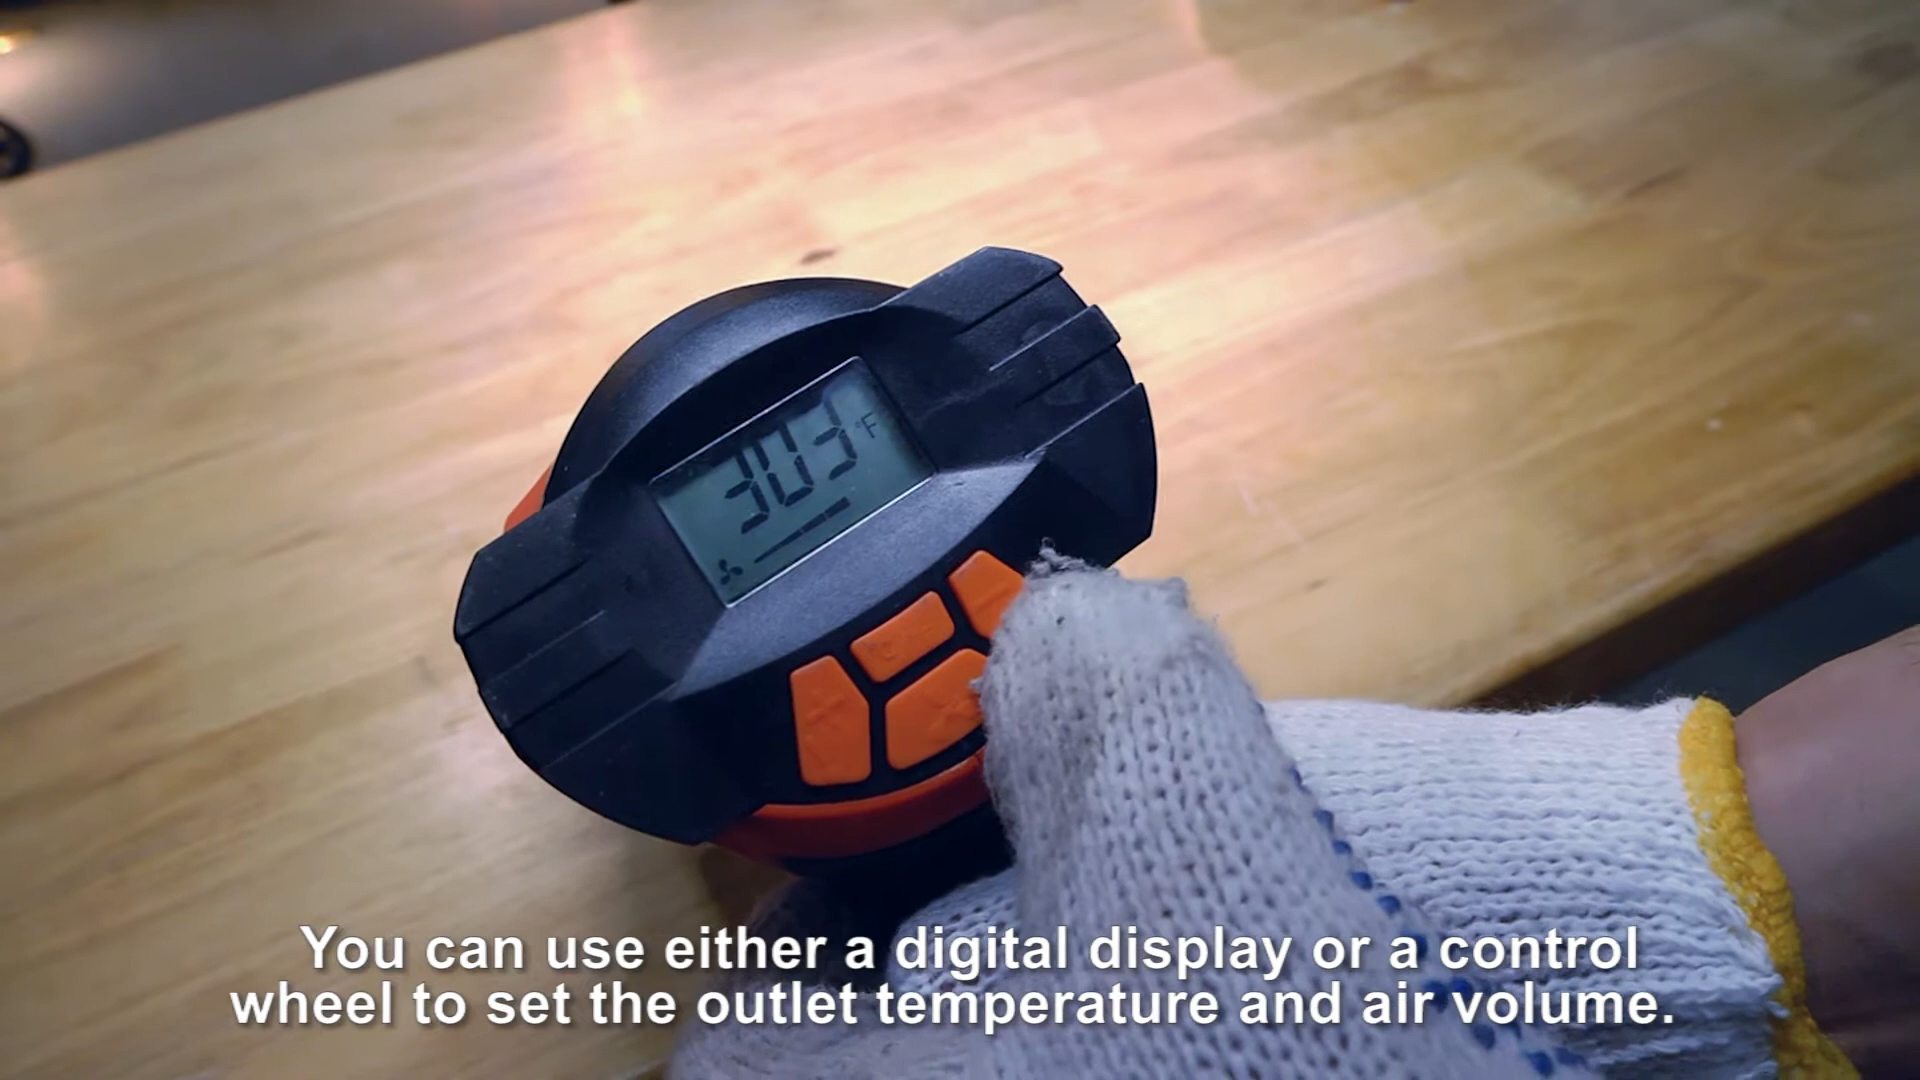 303 °F
°C
You can use either a digital display or a control
wheel to set the outlet temperature and air volume.